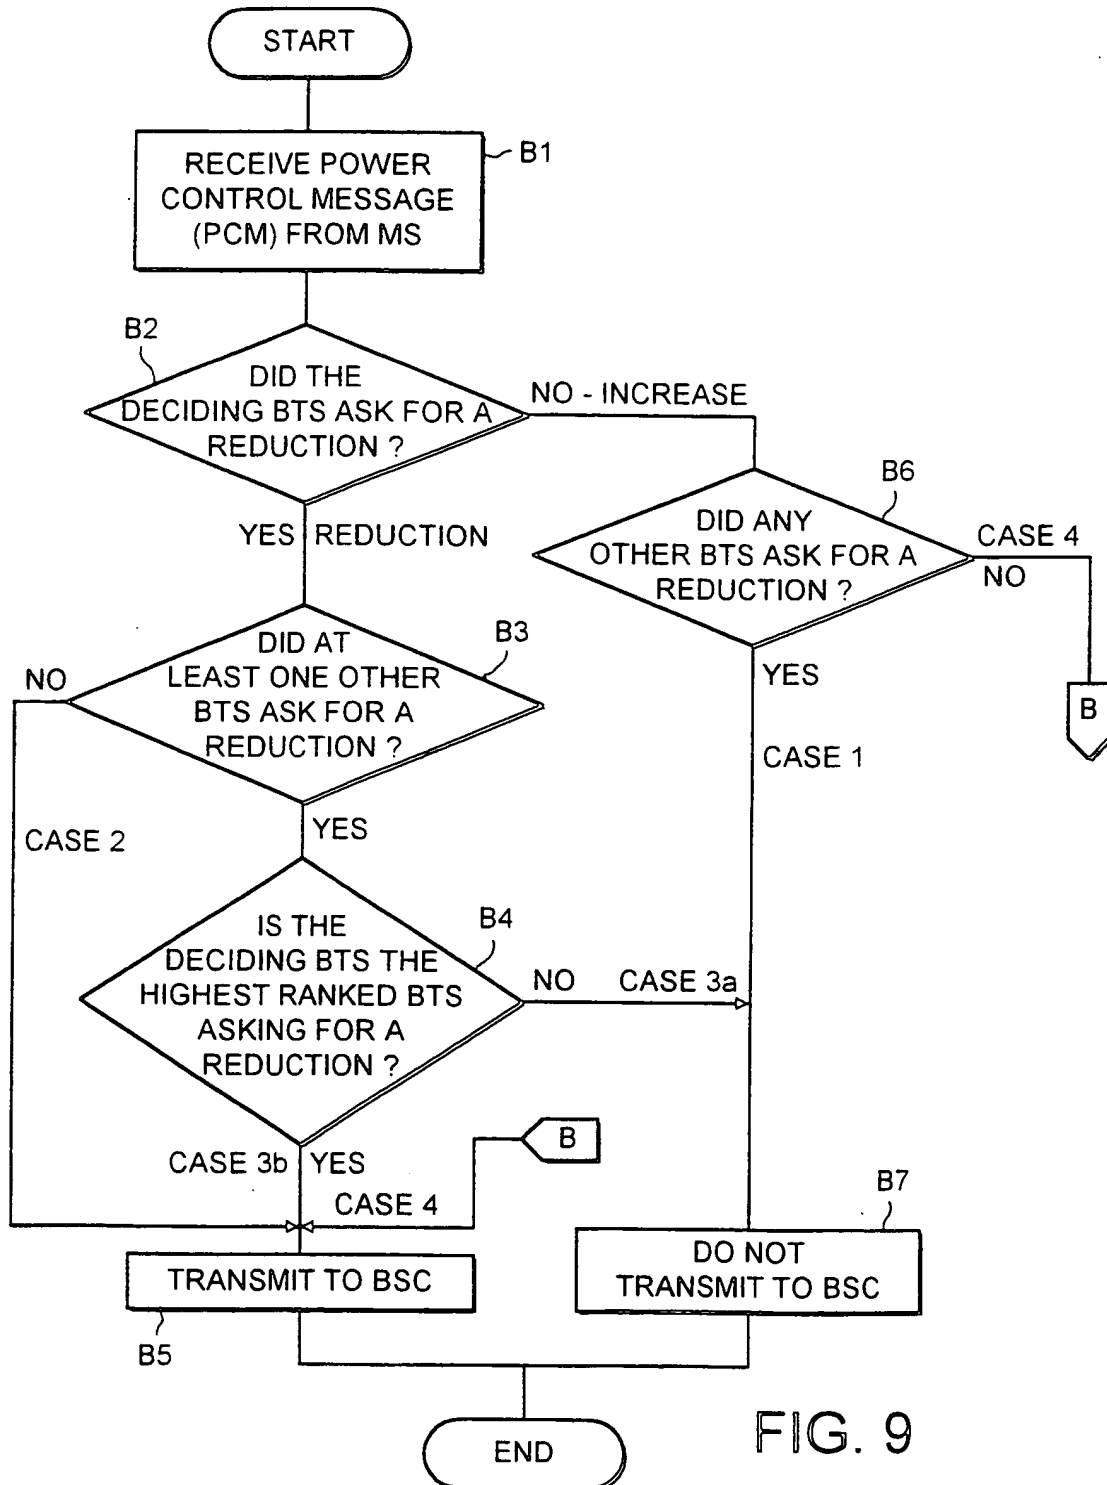 START
B1
RECEIVE POWER
CONTROL MESSAGE
(PCM) FROM MS
B2
DID THE
DECIDING BTS ASK FOR A
REDUCTION ?
NO - INCREASE
YES REDUCTION
B6
DID ANY
OTHER BTS ASK FOR A
REDUCTION ?
CASE 4
NO
B
YES
CASE 1
B3
DID AT
LEAST ONE OTHER
BTS ASK FOR A
REDUCTION ?
NO
CASE 2
YES
B4
IS THE
DECIDING BTS THE
HIGHEST RANKED BTS
ASKING FOR A
REDUCTION ?
NO CASE 3a
CASE 3b YES
B
CASE 4
TRANSMIT TO BSC
B5
B7
DO NOT
TRANSMIT TO BSC
END
FIG. 9